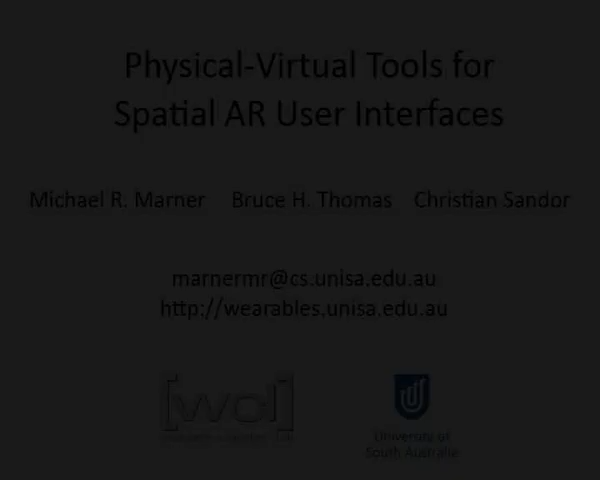 Physical-Virtual Tools for
Spatial AR User Interfaces
Michael R. Marner Bruce H. Thomas Christian Sandor
marnermr@cs.unisa.edu.au
http://wearables.unisa.edu.au
[wcl]
University of
South Australia